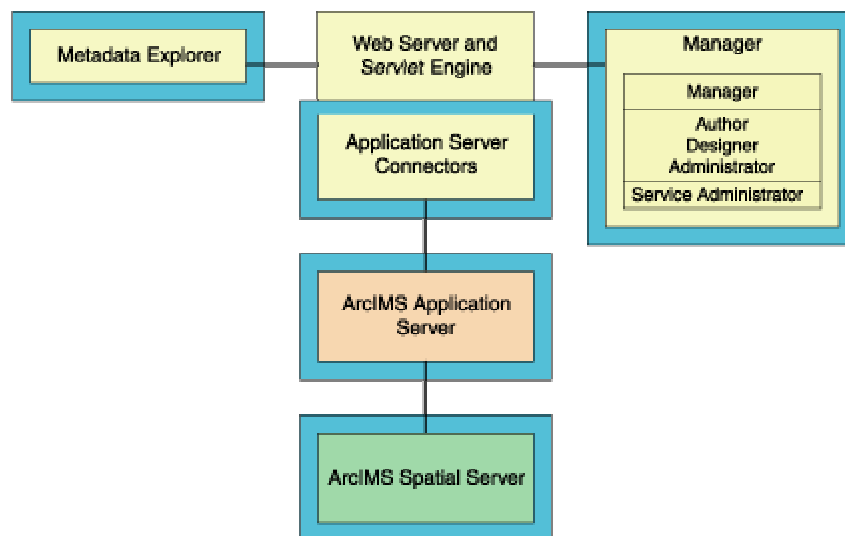 Metadata Explorer
Web Server and
Servlet Engine
Manager
Manager
Author
Designer
Administrator
Service Administrator
Application Server
Connectors
ArcIMS Application
Server
ArcIMS Spatial Server